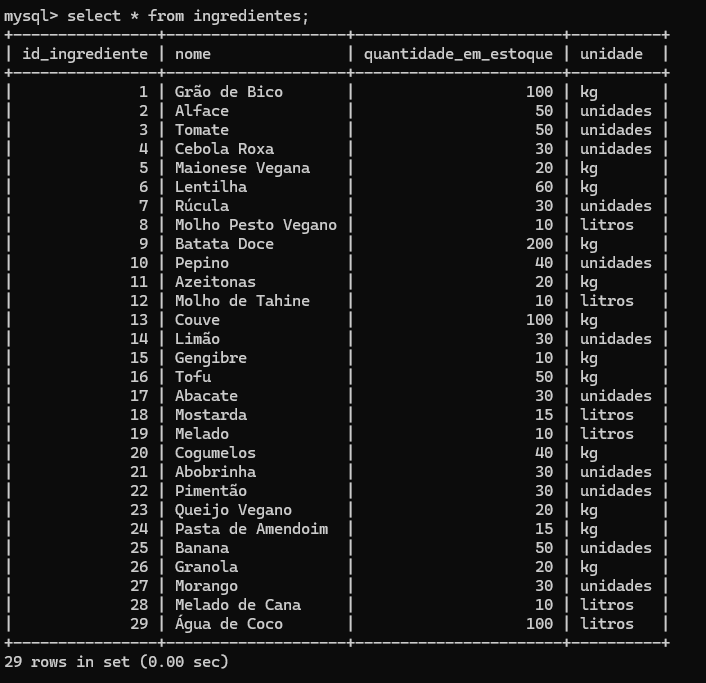 mysql> select * from ingredientes;
+----------------+--------------------+-----------------------+----------+
| id_ingrediente | nome               | quantidade_em_estoque | unidade  |
+----------------+--------------------+-----------------------+----------+
|              1 | Grão de Bico       |                   100 | kg       |
|              2 | Alface             |                    50 | unidades |
|              3 | Tomate             |                    50 | unidades |
|              4 | Cebola Roxa        |                    30 | unidades |
|              5 | Maionese Vegana    |                    20 | kg       |
|              6 | Lentilha           |                    60 | kg       |
|              7 | Rúcula             |                    30 | unidades |
|              8 | Molho Pesto Vegano |                    10 | litros   |
|              9 | Batata Doce        |                   200 | kg       |
|             10 | Pepino             |                    40 | unidades |
|             11 | Azeitonas          |                    20 | kg       |
|             12 | Molho de Tahine    |                    10 | litros   |
|             13 | Couve              |                   100 | kg       |
|             14 | Limão              |                    30 | unidades |
|             15 | Gengibre           |                    10 | kg       |
|             16 | Tofu               |                    50 | kg       |
|             17 | Abacate            |                    30 | unidades |
|             18 | Mostarda           |                    15 | litros   |
|             19 | Melado             |                    10 | litros   |
|             20 | Cogumelos          |                    40 | kg       |
|             21 | Abobrinha          |                    30 | unidades |
|             22 | Pimentão           |                    30 | unidades |
|             23 | Queijo Vegano      |                    20 | kg       |
|             24 | Pasta de Amendoim  |                    15 | kg       |
|             25 | Banana             |                    50 | unidades |
|             26 | Granola            |                    20 | kg       |
|             27 | Morango            |                    30 | unidades |
|             28 | Melado de Cana     |                    10 | litros   |
|             29 | Água de Coco       |                   100 | litros   |
+----------------+--------------------+-----------------------+----------+
29 rows in set (0.00 sec)